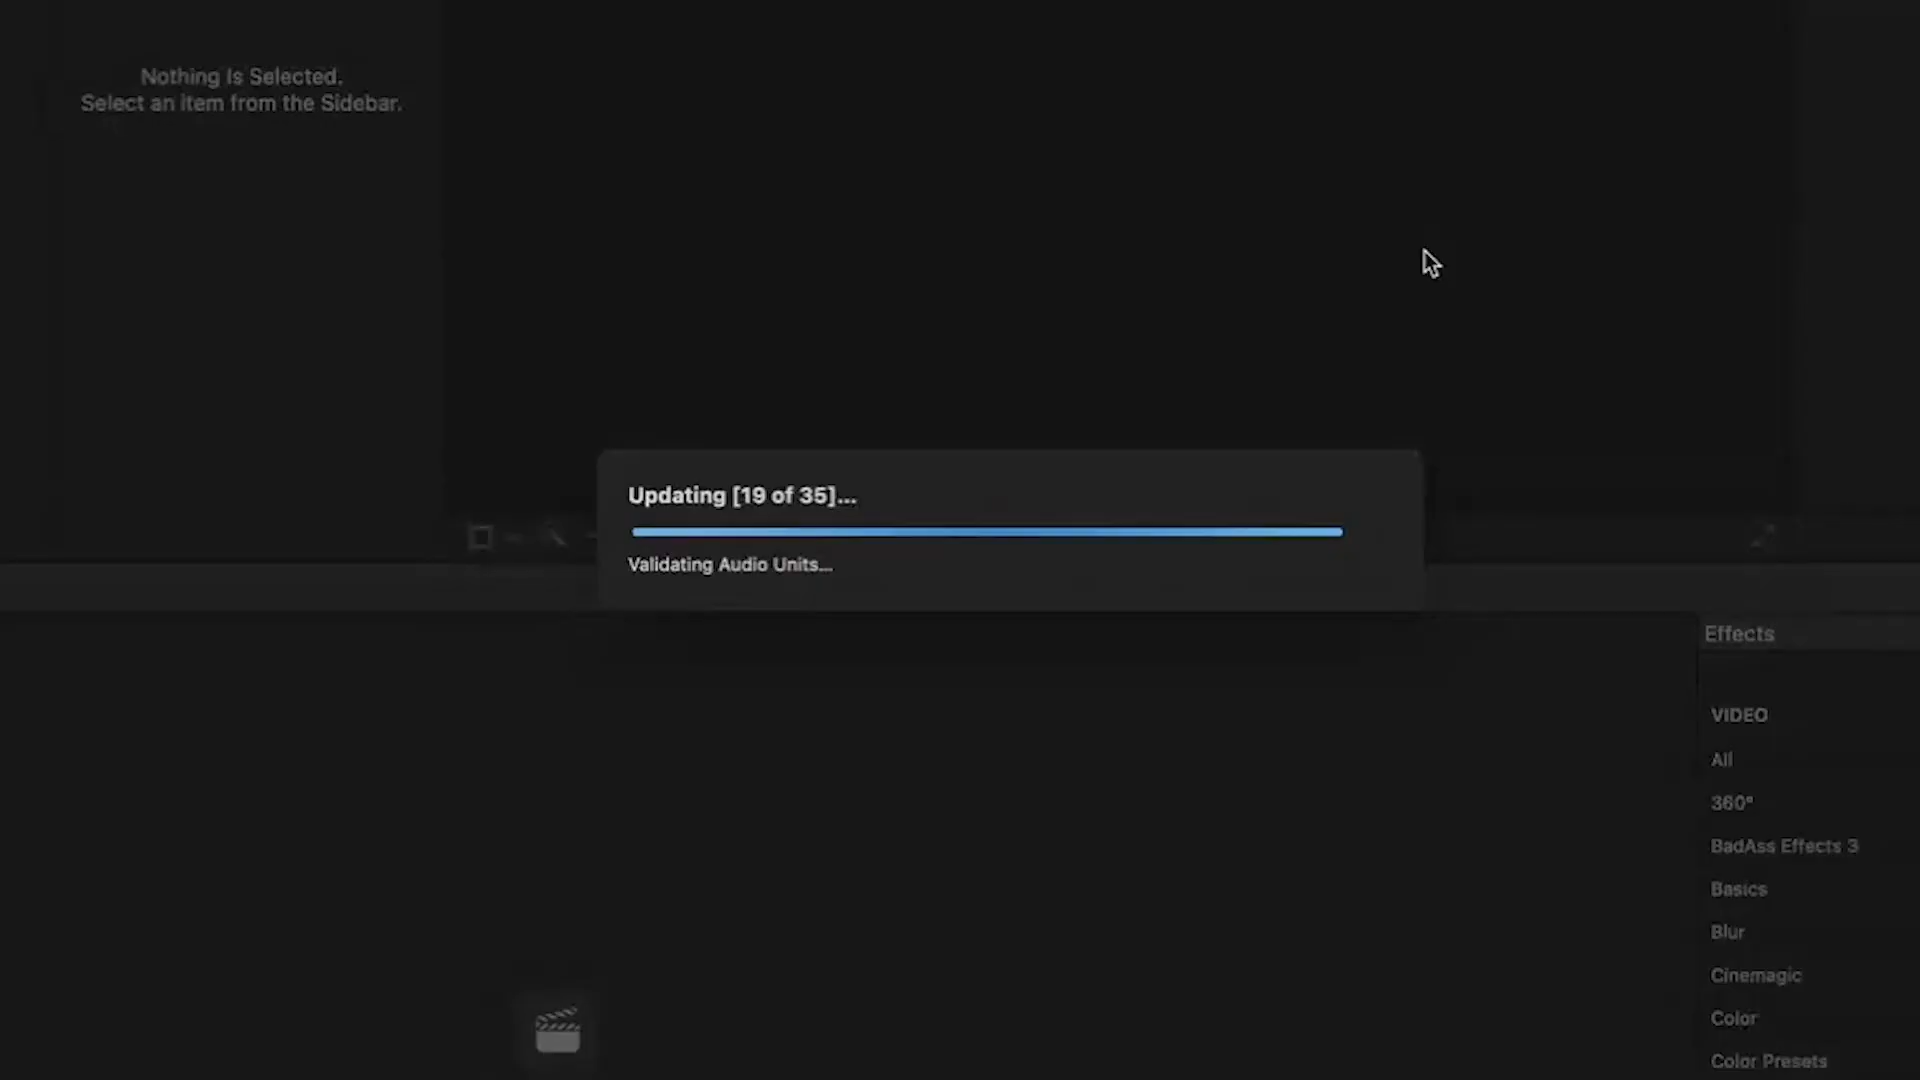 Nothing Is Selected.
Select an item from the Sidebar.
Updating [19 of 35]...
Validating Audio Units...
Effects
VIDEO
All
360°
BadAss Effects 3
Basics
Blur
Cinemagic
Color
Color Presets